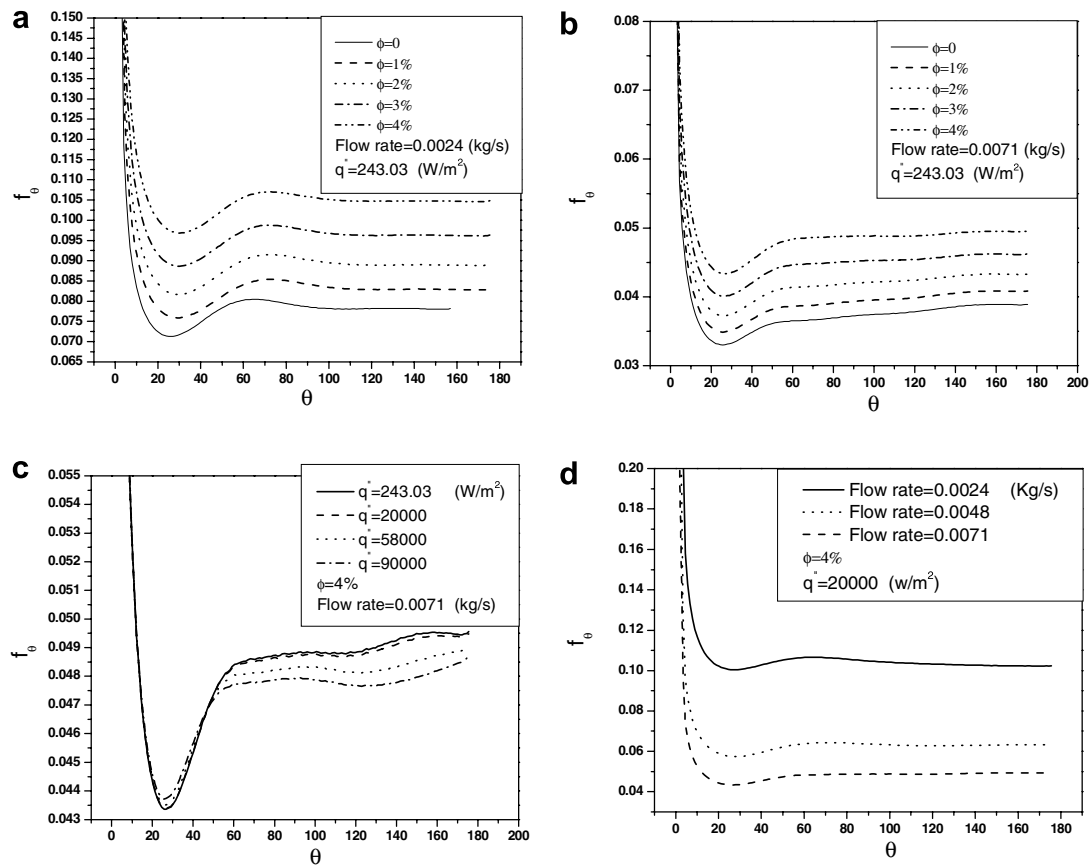 a
0.150
0.145
0.140
0.135
0.130
0.125
0.120
0.115
0.110
0.105
0.100
0.095
0.090
0.085
0.080
0.075
0.070
0.065
fθ
ϕ=0
ϕ=1%
ϕ=2%
ϕ=3%
ϕ=4%
Flow rate=0.0024 (kg/s)
q"=243.03 (W/m²)
0 20 40 60 80 100 120 140 160 180
θ
b
0.08
0.07
0.06
0.05
0.04
0.03
fθ
ϕ=0
ϕ=1%
ϕ=2%
ϕ=3%
ϕ=4%
Flow rate=0.0071 (kg/s)
q"=243.03 (W/m²)
0 20 40 60 80 100 120 140 160 180 200
θ
c
0.055
0.054
0.053
0.052
0.051
0.050
0.049
0.048
0.047
0.046
0.045
0.044
0.043
fθ
q"=243.03 (W/m²)
q"=20000
q"=58000
q"=90000
ϕ=4%
Flow rate=0.0071 (kg/s)
0 20 40 60 80 100 120 140 160 180 200
θ
d
0.20
0.18
0.16
0.14
0.12
0.10
0.08
0.06
0.04
fθ
Flow rate=0.0024 (Kg/s)
Flow rate=0.0048
Flow rate=0.0071
ϕ=4%
q"=20000 (w/m²)
0 20 40 60 80 100 120 140 160 180
θ